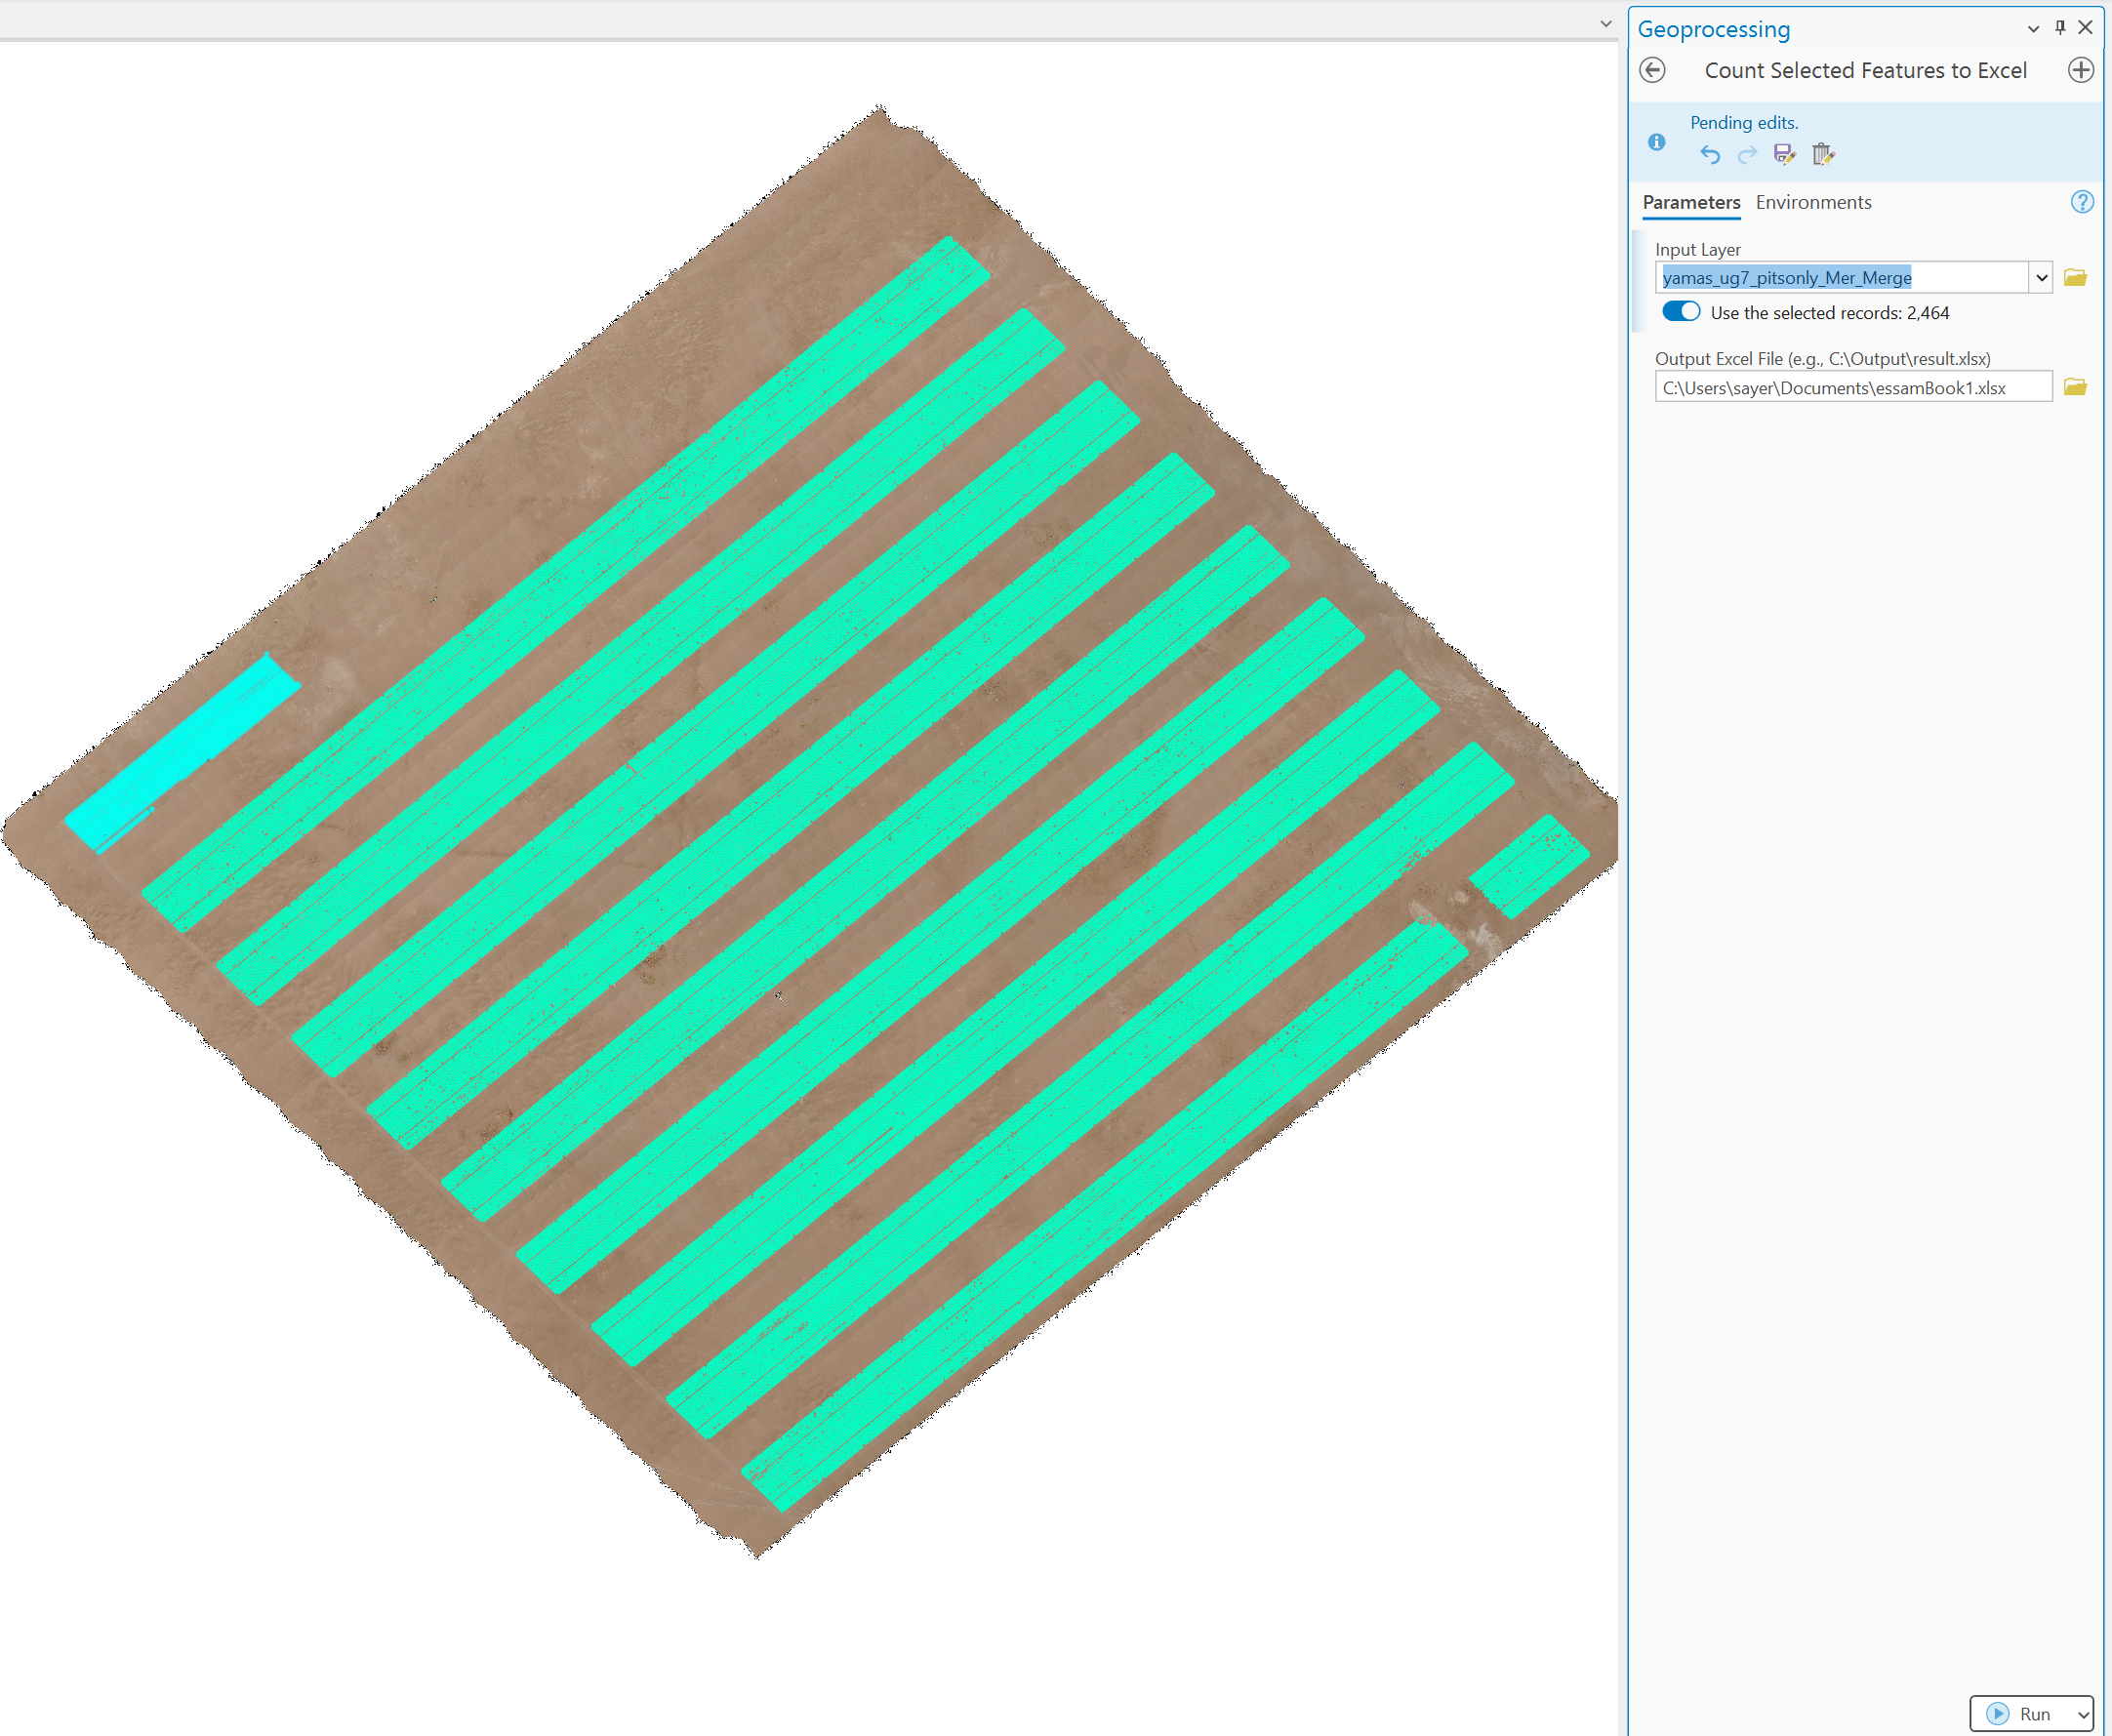 Geoprocessing
Count Selected Features to Excel
Pending edits.
Parameters Environments
Input Layer
yamas_ug7_pitsonly_Mer_Merge
Use the selected records: 2,464
Output Excel File (e.g., C:\Output\result.xlsx)
C:\Users\sayer\Documents\essamBook1.xlsx
Run